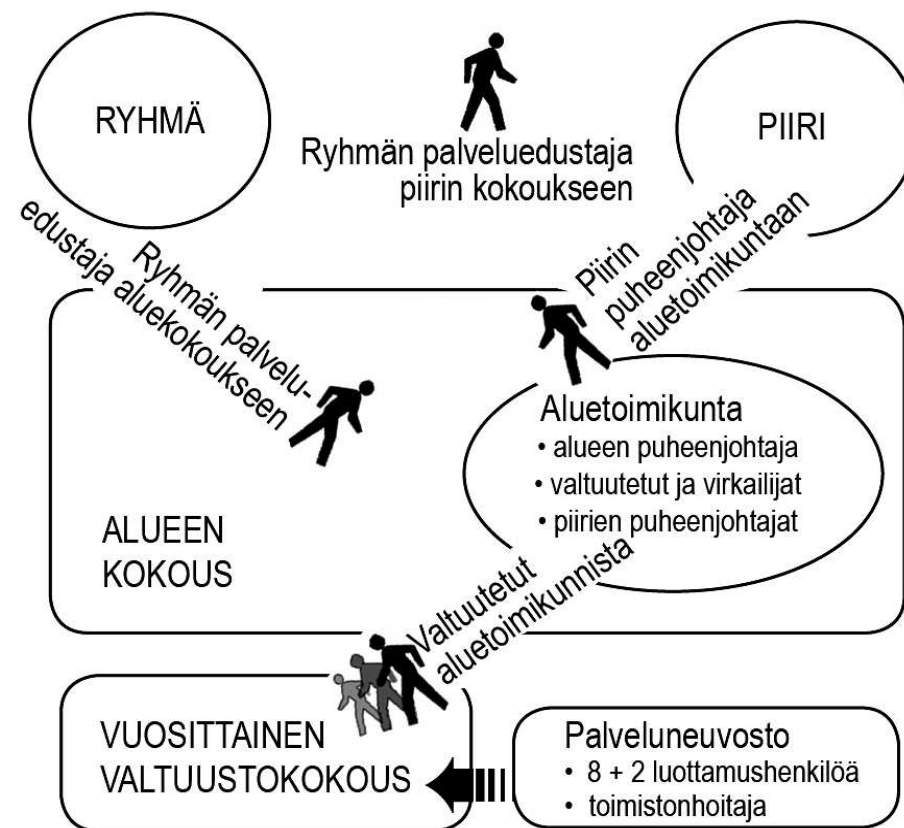 RYHMÄ
Ryhmän palveluedustaja
piirin kokoukseen
PIIRI
Ryhmän palvelu-
edustaja aluekokoukseen
Piirin
puheenjohtaja
aluetoimikuntaan
Aluetoimikunta
• alueen puheenjohtaja
• valtuutetut ja virkailijat
• piirien puheenjohtajat
ALUEEN
KOKOUS
Valtuutetut
aluetoimikunnista
VUOSITTAINEN
VALTUUSTOKOKOUS
Palveluneuvosto
• 8 + 2 luottamushenkilöä
• toimistonhoitaja